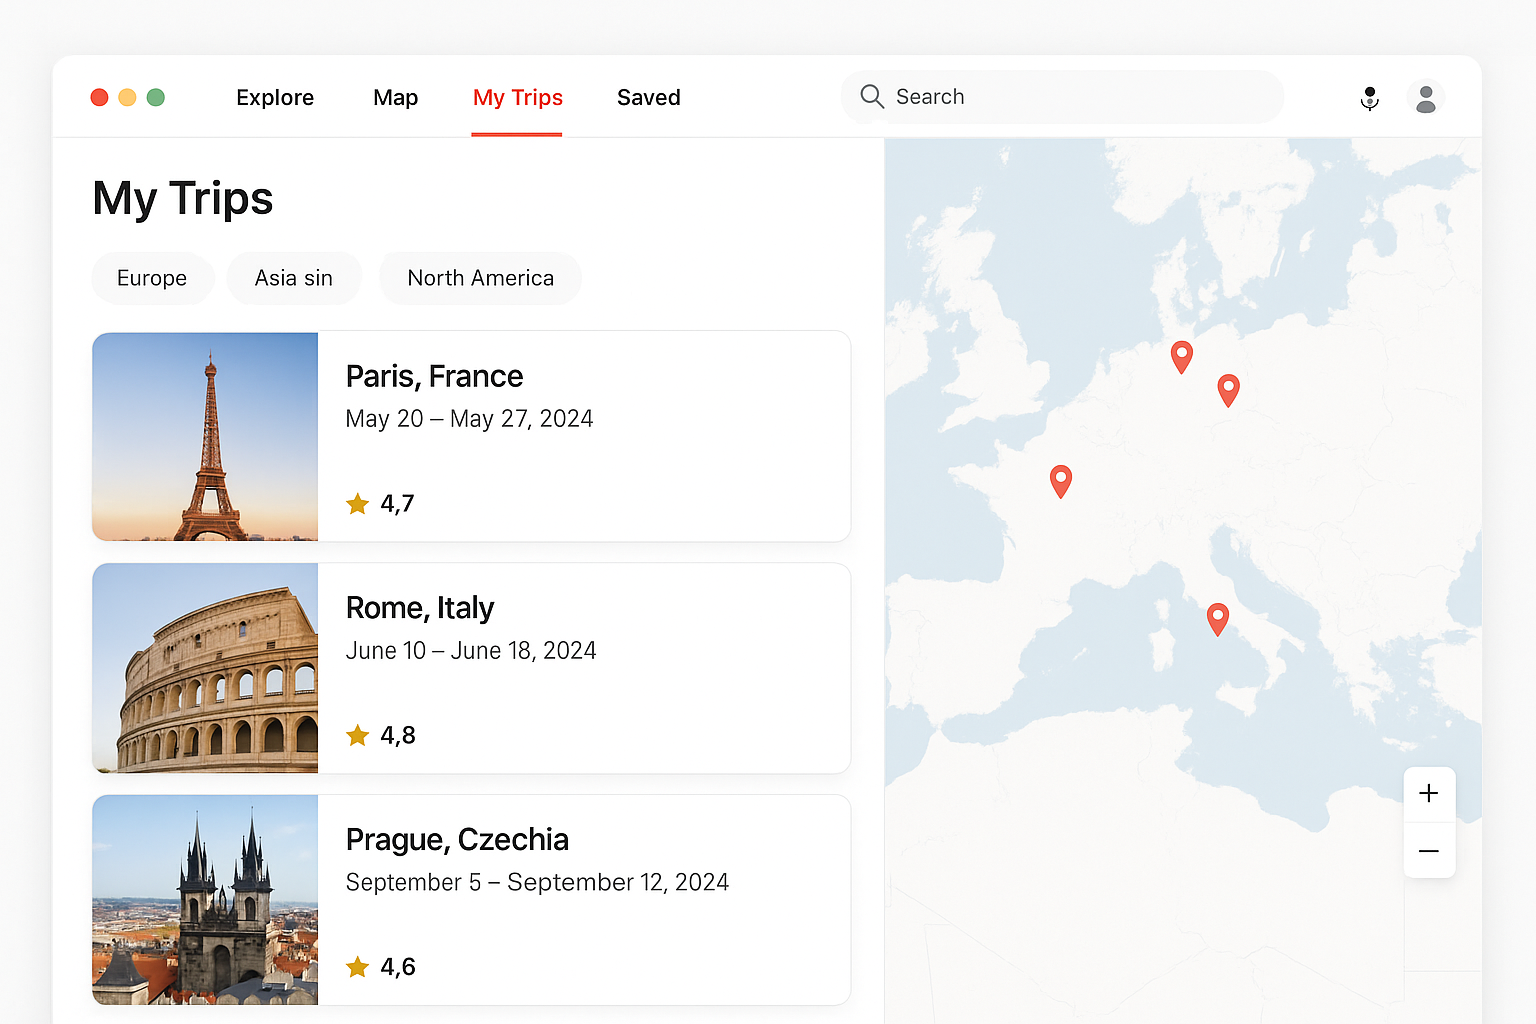 Explore Map My Trips Saved Search
My Trips
Europe Asia sin North America
Paris, France
May 20 – May 27, 2024
4,7
Rome, Italy
June 10 – June 18, 2024
4,8
Prague, Czechia
September 5 – September 12, 2024
4,6